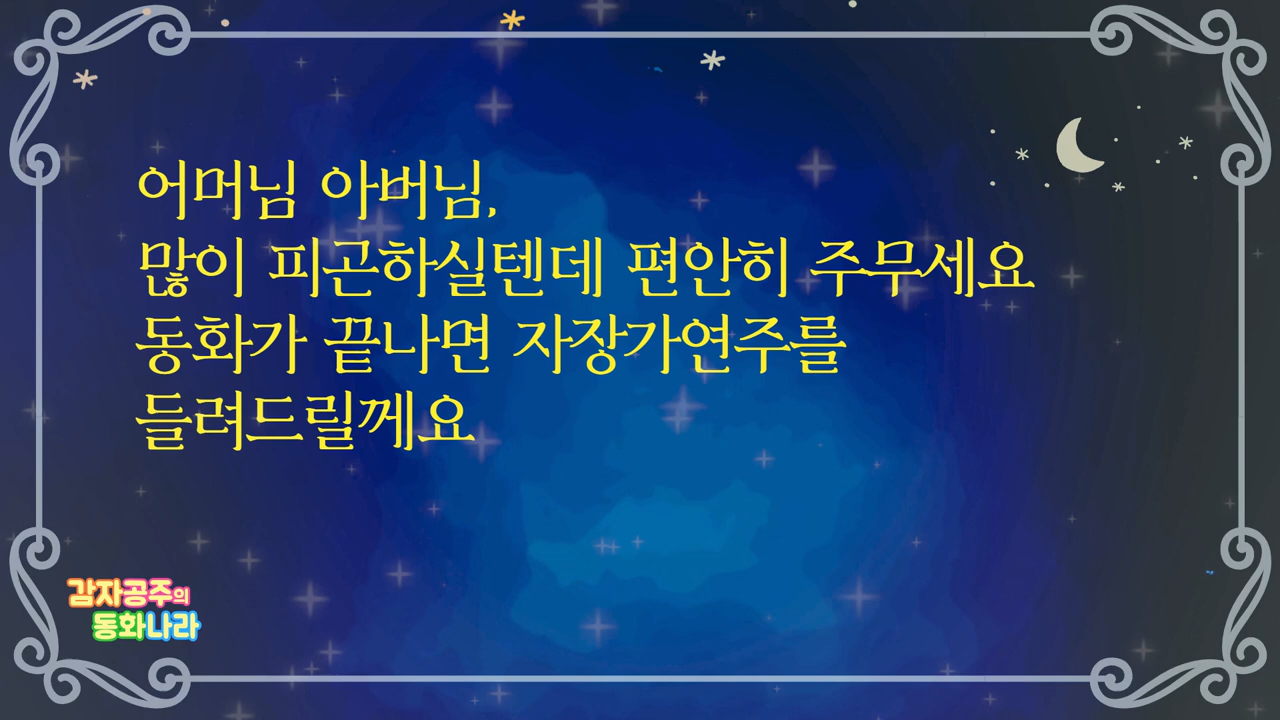 어머님 아버님,
많이 피곤하실텐데 편안히 주무세요
동화가 끝나면 자장가연주를
들려드릴께요
감자공주의
동화나라